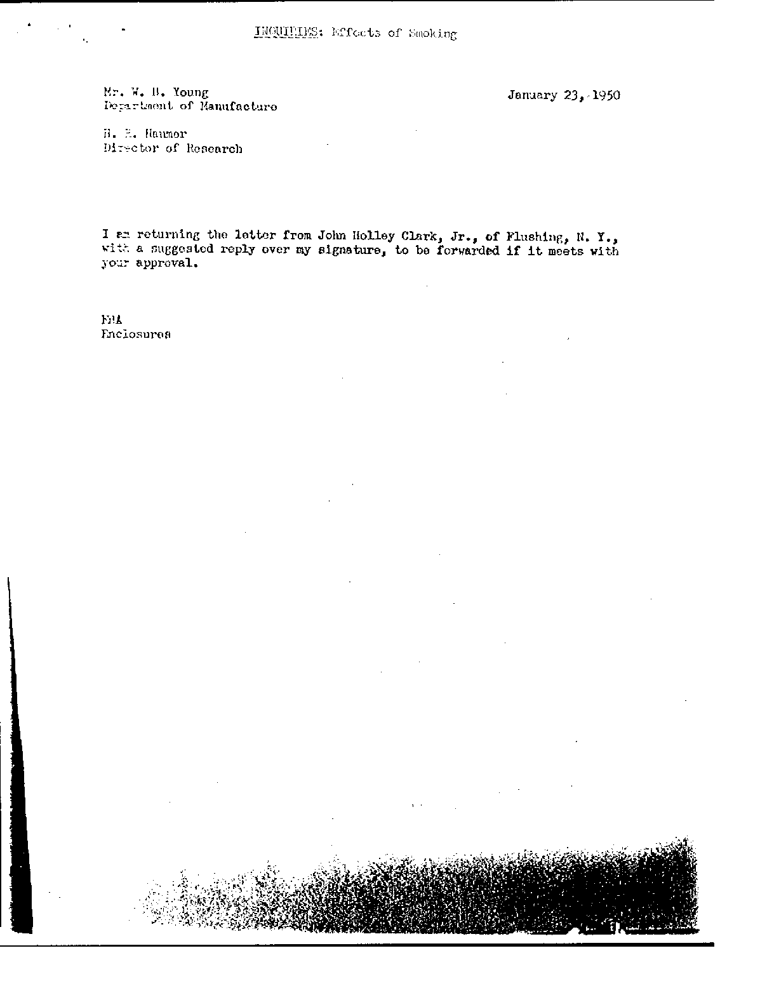 INQUIRIES: Effects of Smoking
Mr. W. H. Young
January 23, 1950
Department of Manufacture
Director of Research
I am returning the letter from John Holley Clark, Jr., of Flushing, N. Y.,
with a suggested reply over my signature, to be forwarded if it meets with
your approval.
Enclosures